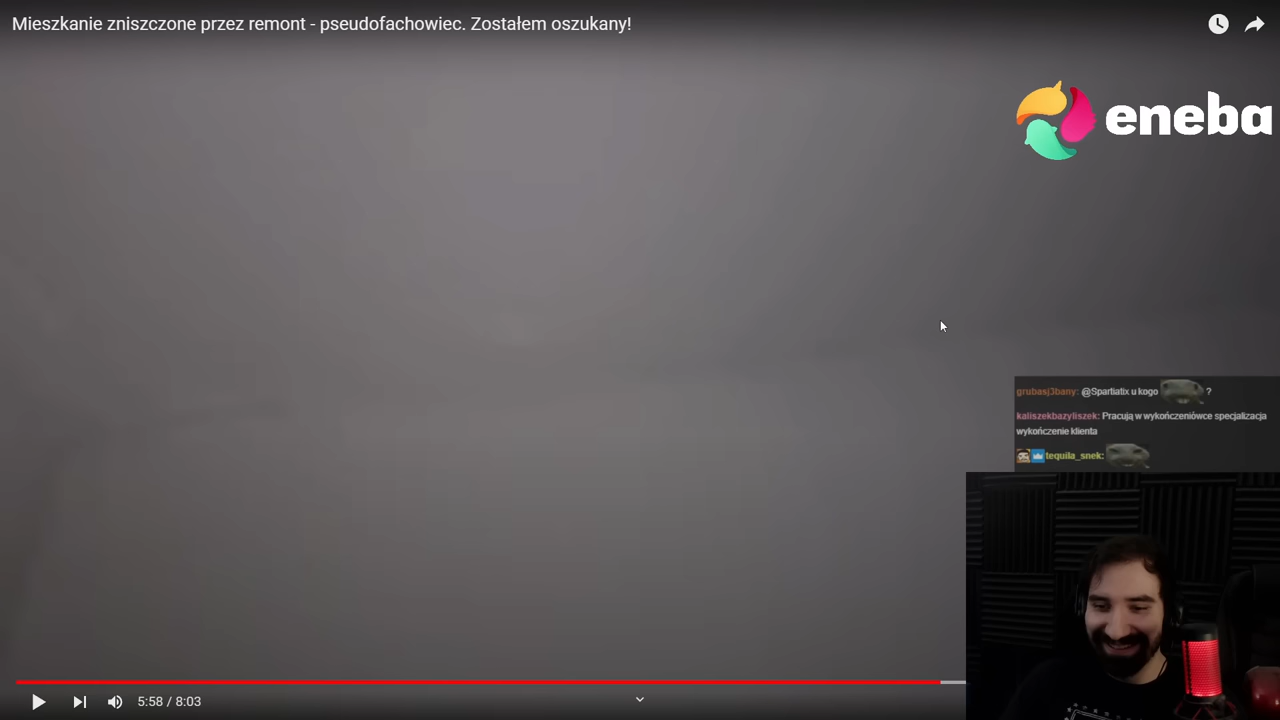 Mieszkanie zniszczone przez remont - pseudofachowiec. Zostałem oszukany!
eneba
grubasj3bany: @Spartiatix u kogo ?
kaliszekbazyliszek: Pracują w wykończeniówce specjalizacja
wykończenie klienta
tequila_snek:
5:58 / 8:03